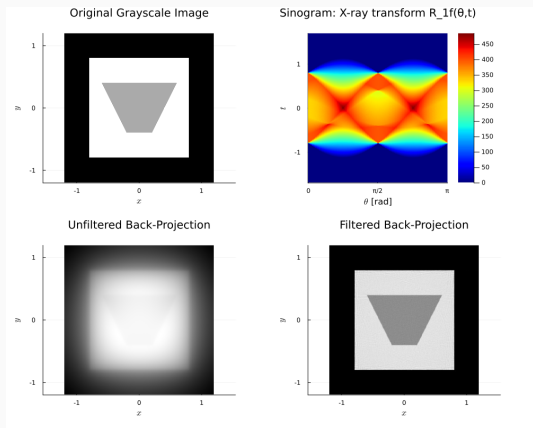 Original Grayscale Image
1
0
-1
y
-1
0
1
x
Sinogram: X-ray transform R_1f(θ,t)
1
0
-1
t
0
π/2
π
θ [rad]
450
400
350
300
250
200
150
100
50
0
Unfiltered Back-Projection
1
0
-1
y
-1
0
1
x
Filtered Back-Projection
1
0
-1
y
-1
0
1
x